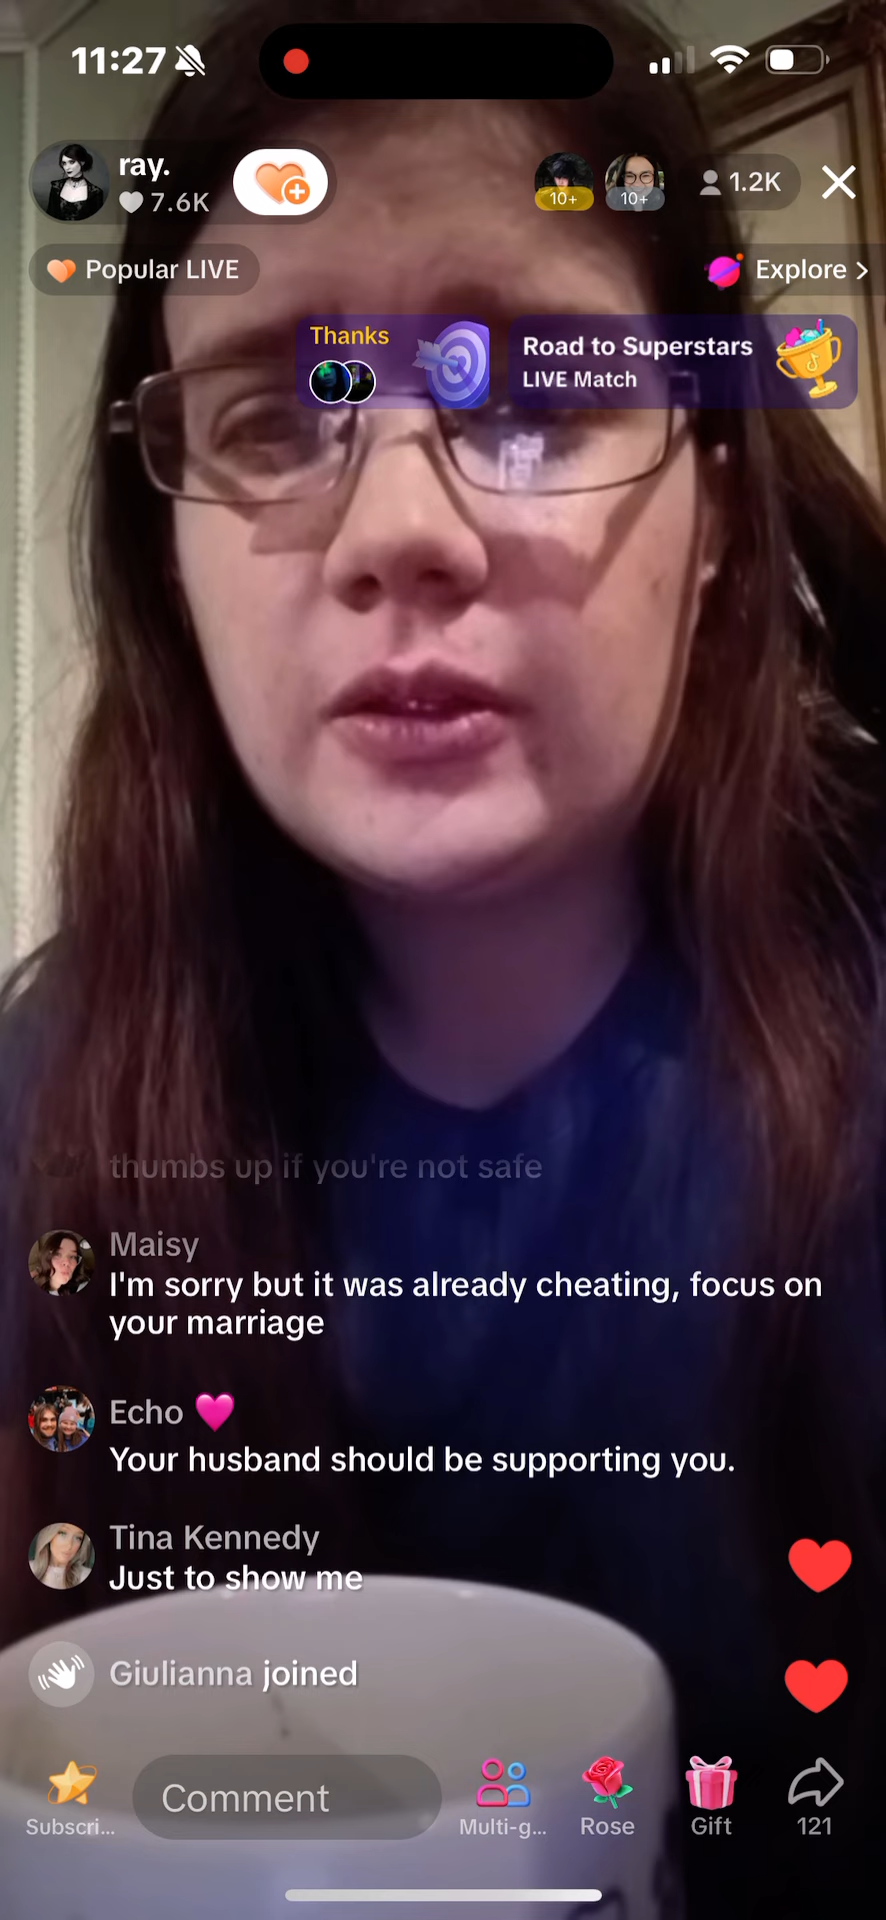 11:27
ray.
7.6K
10+
10+
1.2K
Popular LIVE
Explore >
Thanks
Road to Superstars
LIVE Match
thumbs up if you're not safe
Maisy
I'm sorry but it was already cheating, focus on
your marriage
Echo 🩷
Your husband should be supporting you.
Tina Kennedy
Just to show me
Giulianna joined
Comment
Subscri...
Multi-g...
Rose
Gift
121